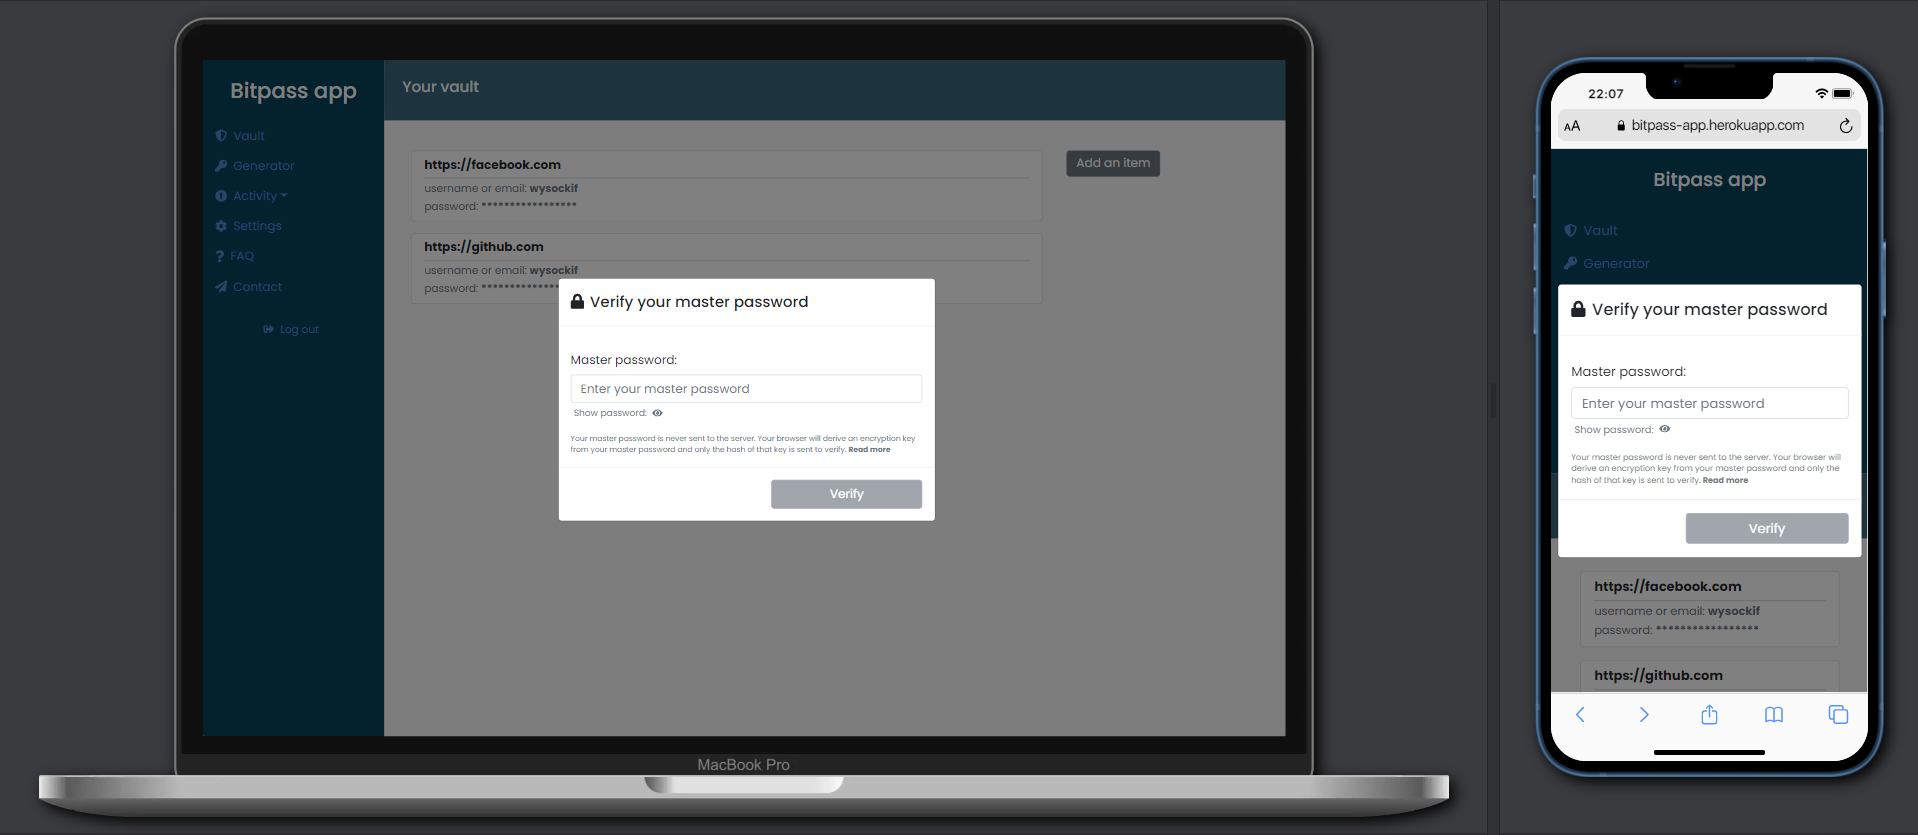 Bitpass app
Vault
Generator
Activity
Settings
FAQ
Contact
Log out
Your vault
https://facebook.com
username or email: wysockif
password: *****************
Add an item
https://github.com
username or email: wysockif
password: **************
Verify your master password
Master password:
Enter your master password
Show password:
Your master password is never sent to the server. Your browser will derive an encryption key
from your master password and only the hash of that key is sent to verify. Read more
Verify
MacBook Pro
22:07
AA
bitpass-app.herokuapp.com
Bitpass app
Vault
Generator
Verify your master password
Master password:
Enter your master password
Show password:
Your master password is never sent to the server. Your browser will
derive an encryption key from your master password and only the
hash of that key is sent to verify. Read more
Verify
https://facebook.com
username or email: wysockif
password: *****************
https://github.com